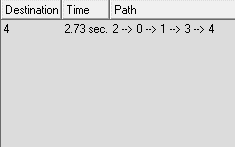 Destination Time Path
4 2.73 sec. 2 --> 0 --> 1 --> 3 --> 4